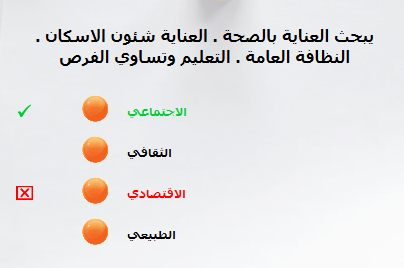 يبحث العناية بالصحة . العناية شئون الاسكان .
النظافة العامة . التعليم وتساوي الفرص
الاجتماعي
الثقافي
الاقتصادي
الطبيعي